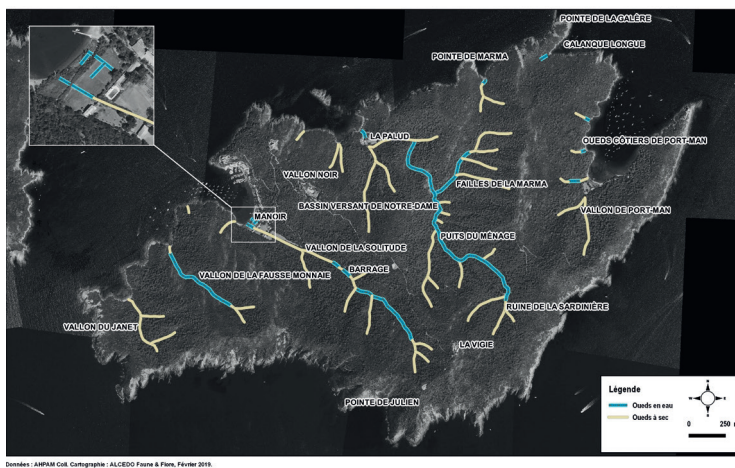 POINTE DE LA GALÈRE
CALANQUE LONGUE
POINTE DE MARMA
OUEDS CÔTIERS DE PORT-MAN
LA PALUD
VALLON NOIR
FAILLES DE LA MARMA
BASSIN VERSANT DE NOTRE-DAME
VALLON DE PORT-MAN
MANOIR
PUITS DU MÉNAGE
VALLON DE LA SOLITUDE
BARRAGE
VALLON DE LA FAUSSE MONNAIE
RUINE DE LA SARDINIÈRE
VALLON DU JANET
LA VIGIE
POINTE DE JULIEN
Légende
Oueds en eau
Oueds à sec
N
W
E
S
0 250 m
Données : AHPAM Coll. Cartographie : ALCEDO Faune & Flore, Février 2019.